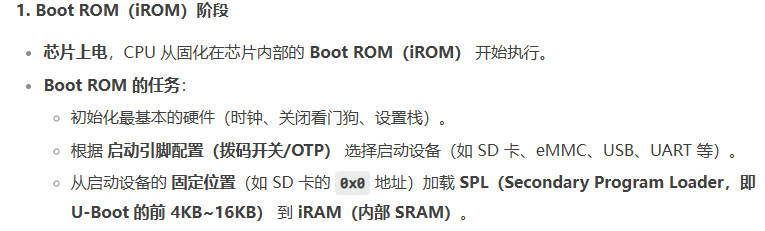 1. Boot ROM（iROM）阶段
芯片上电，CPU 从固化在芯片内部的 Boot ROM（iROM） 开始执行。
Boot ROM 的任务：
初始化最基本的硬件（时钟、关闭看门狗、设置栈）。
根据 启动引脚配置（拨码开关/OTP） 选择启动设备（如 SD 卡、eMMC、USB、UART 等）。
从启动设备的 固定位置（如 SD 卡的 0x0 地址）加载 SPL（Secondary Program Loader，即
U-Boot 的前 4KB~16KB） 到 iRAM（内部 SRAM）。